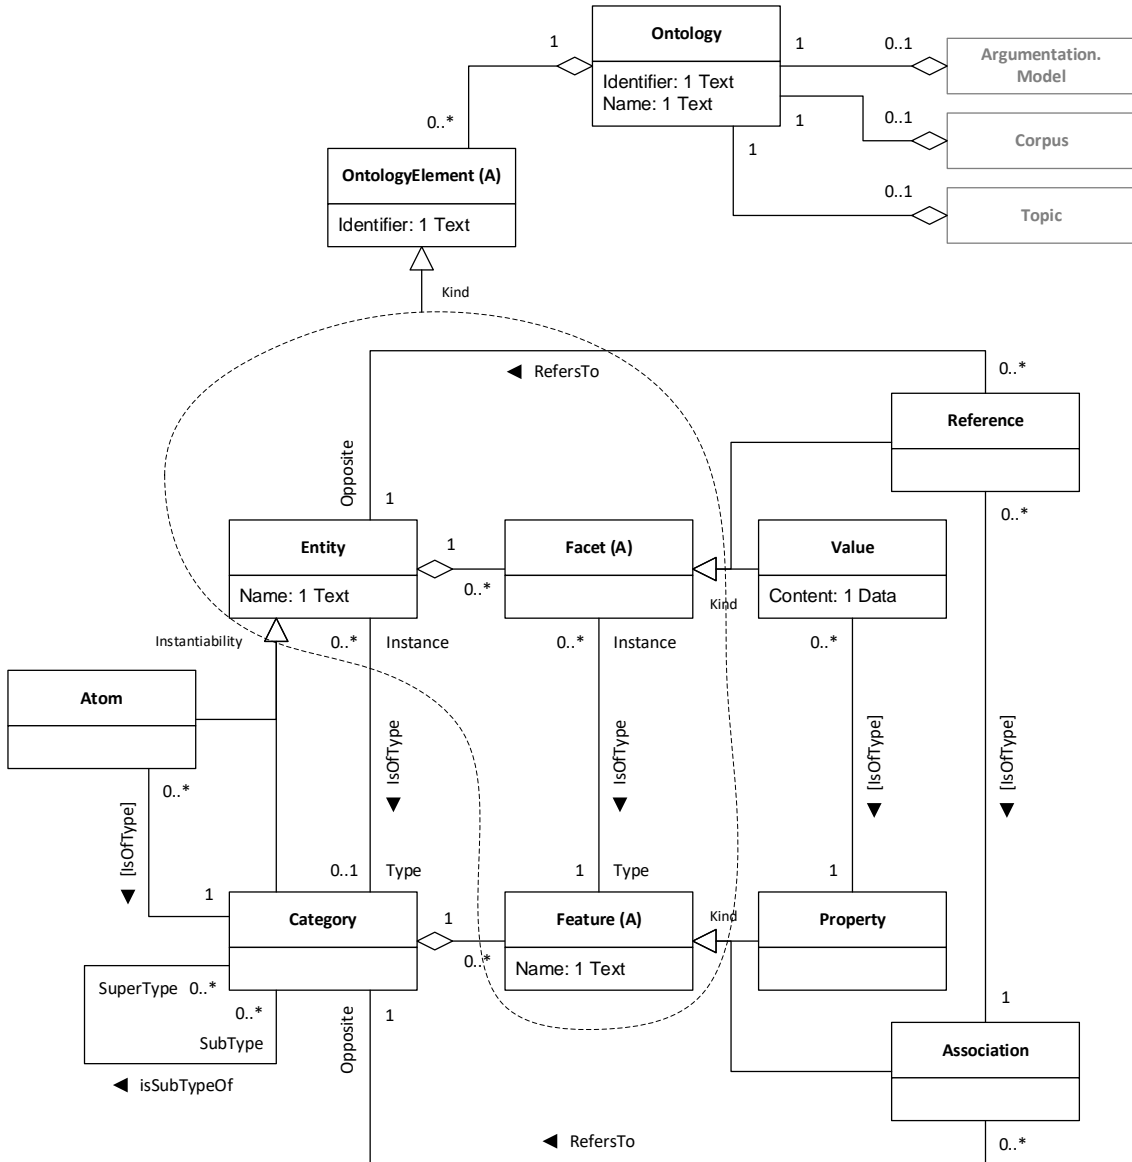 Ontology
Identifier: 1 Text
Name: 1 Text
1
0..*
1
0..1
Argumentation.
Model
1
0..1
Corpus
1
0..1
Topic
OntologyElement (A)
Identifier: 1 Text
Kind
◄ RefersTo
0..*
Reference
Opposite
1
0..*
Entity
Name: 1 Text
1
0..*
Facet (A)
Kind
Value
Content: 1 Data
Instantiability
0..*
Instance
0..*
Instance
0..*
Atom
0..*
[IsOfType] ►
1
IsOfType ►
IsOfType ►
[IsOfType] ►
[IsOfType] ►
0..1
Type
1
Type
1
1
Category
1
0..*
Feature (A)
Name: 1 Text
Kind
Property
SuperType
0..*
0..*
SubType
◄ isSubTypeOf
Opposite
1
Association
0..*
◄ RefersTo